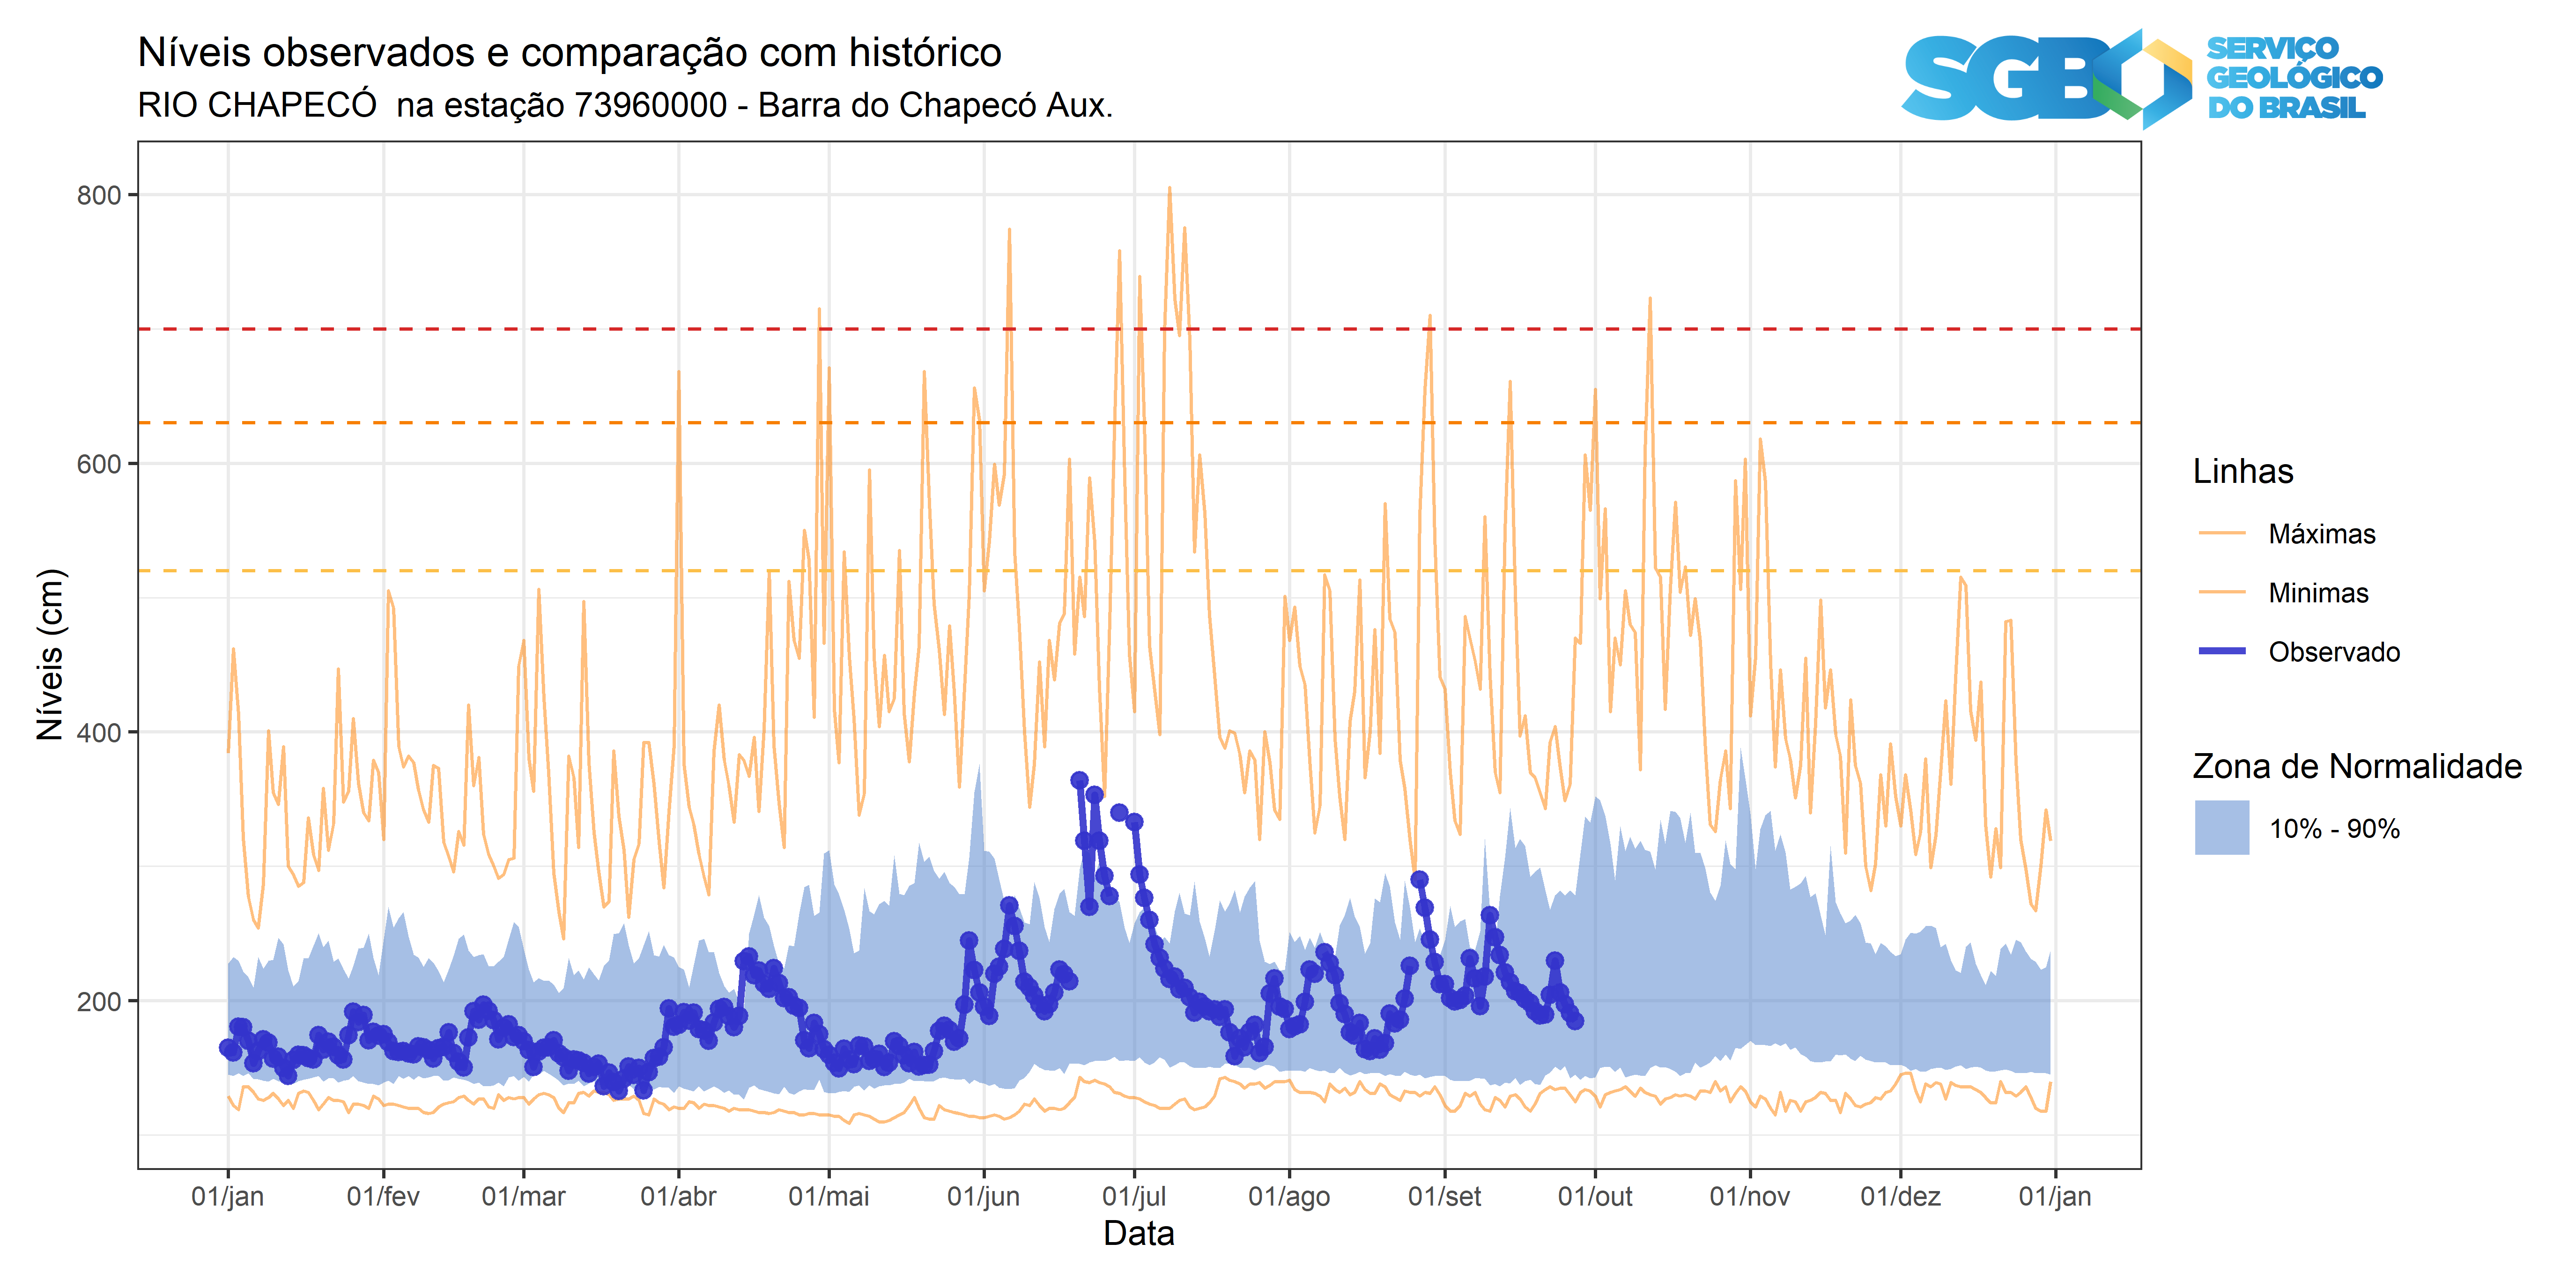 Níveis observados e comparação com histórico
RIO CHAPECÓ  na estação 73960000 - Barra do Chapecó Aux.
SGB
SERVIÇO
GEOLÓGICO
DO BRASIL
800
600
400
200
Níveis (cm)
01/jan
01/fev
01/mar
01/abr
01/mai
01/jun
01/jul
01/ago
01/set
01/out
01/nov
01/dez
01/jan
Data
Linhas
Máximas
Minimas
Observado
Zona de Normalidade
10% - 90%